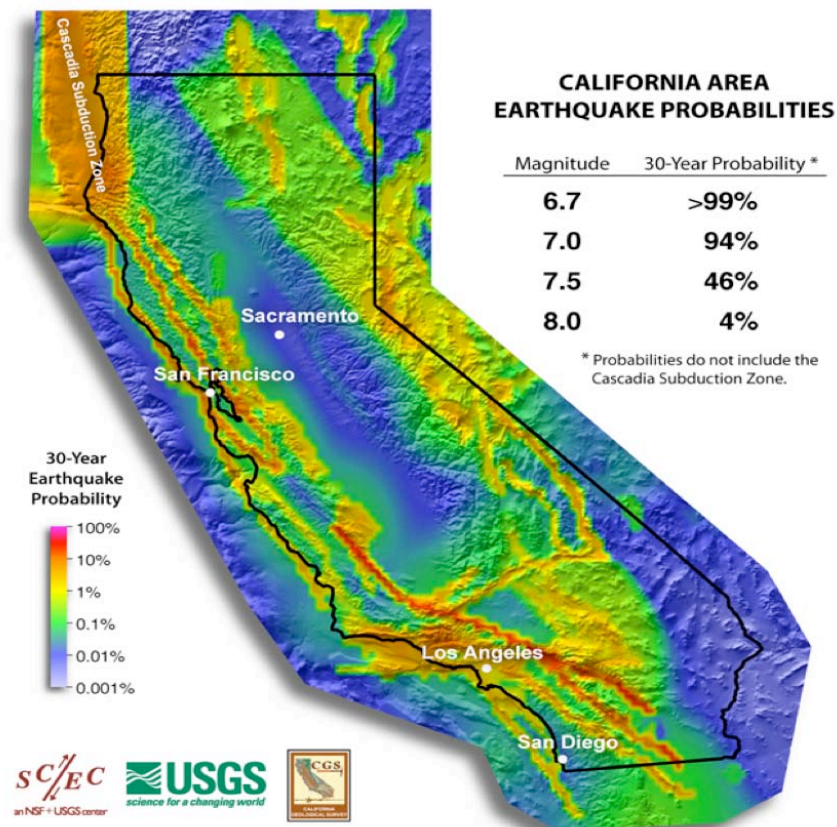 Cascadia Subduction Zone
CALIFORNIA AREA
EARTHQUAKE PROBABILITIES
Magnitude 30-Year Probability *
6.7 >99%
7.0 94%
7.5 46%
8.0 4%
* Probabilities do not include the
Cascadia Subduction Zone.
Sacramento
San Francisco
30-Year
Earthquake
Probability
100%
10%
1%
0.1%
0.01%
0.001%
Los Angeles
San Diego
SC/EC
an NSF+USGS center
USGS
science for a changing world
CGS
CALIFORNIA
GEOLOGICAL SURVEY